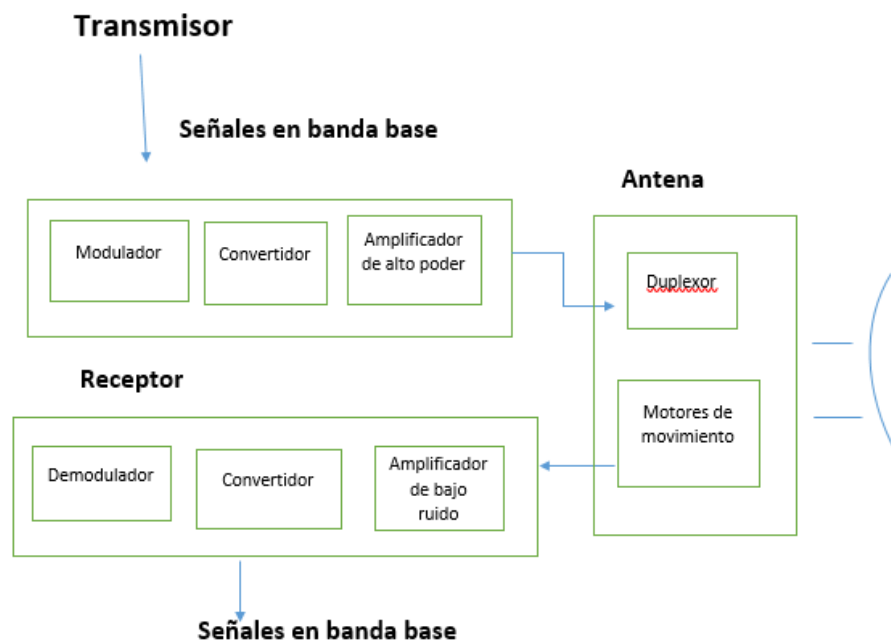 Transmisor
Señales en banda base
Antena
Modulador
Convertidor
Amplificador
de alto poder
Duplexor
Receptor
Motores de
movimiento
Demodulador
Convertidor
Amplificador
de bajo
ruido
Señales en banda base